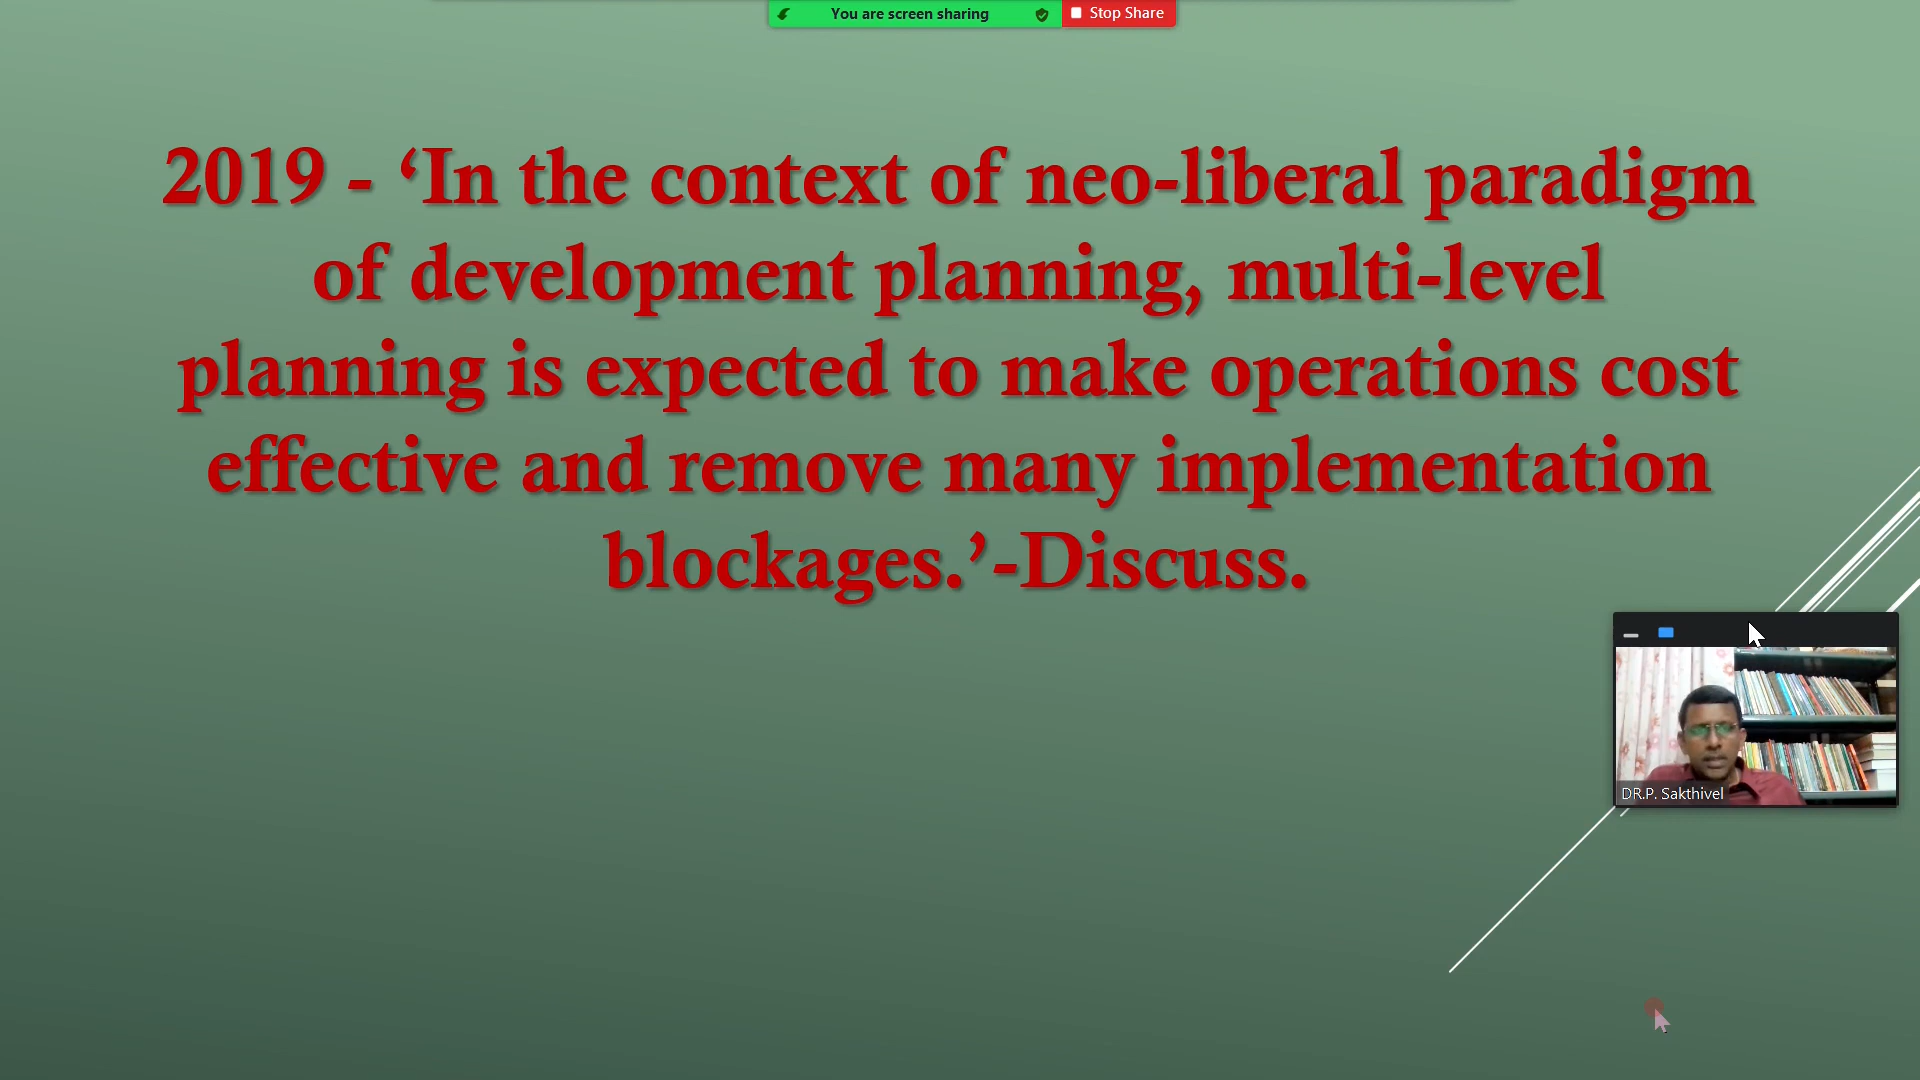 You are screen sharing
Stop Share
2019 - ‘In the context of neo-liberal paradigm
of development planning, multi-level
planning is expected to make operations cost
effective and remove many implementation
blockages.’-Discuss.
DR.P. Sakthivel